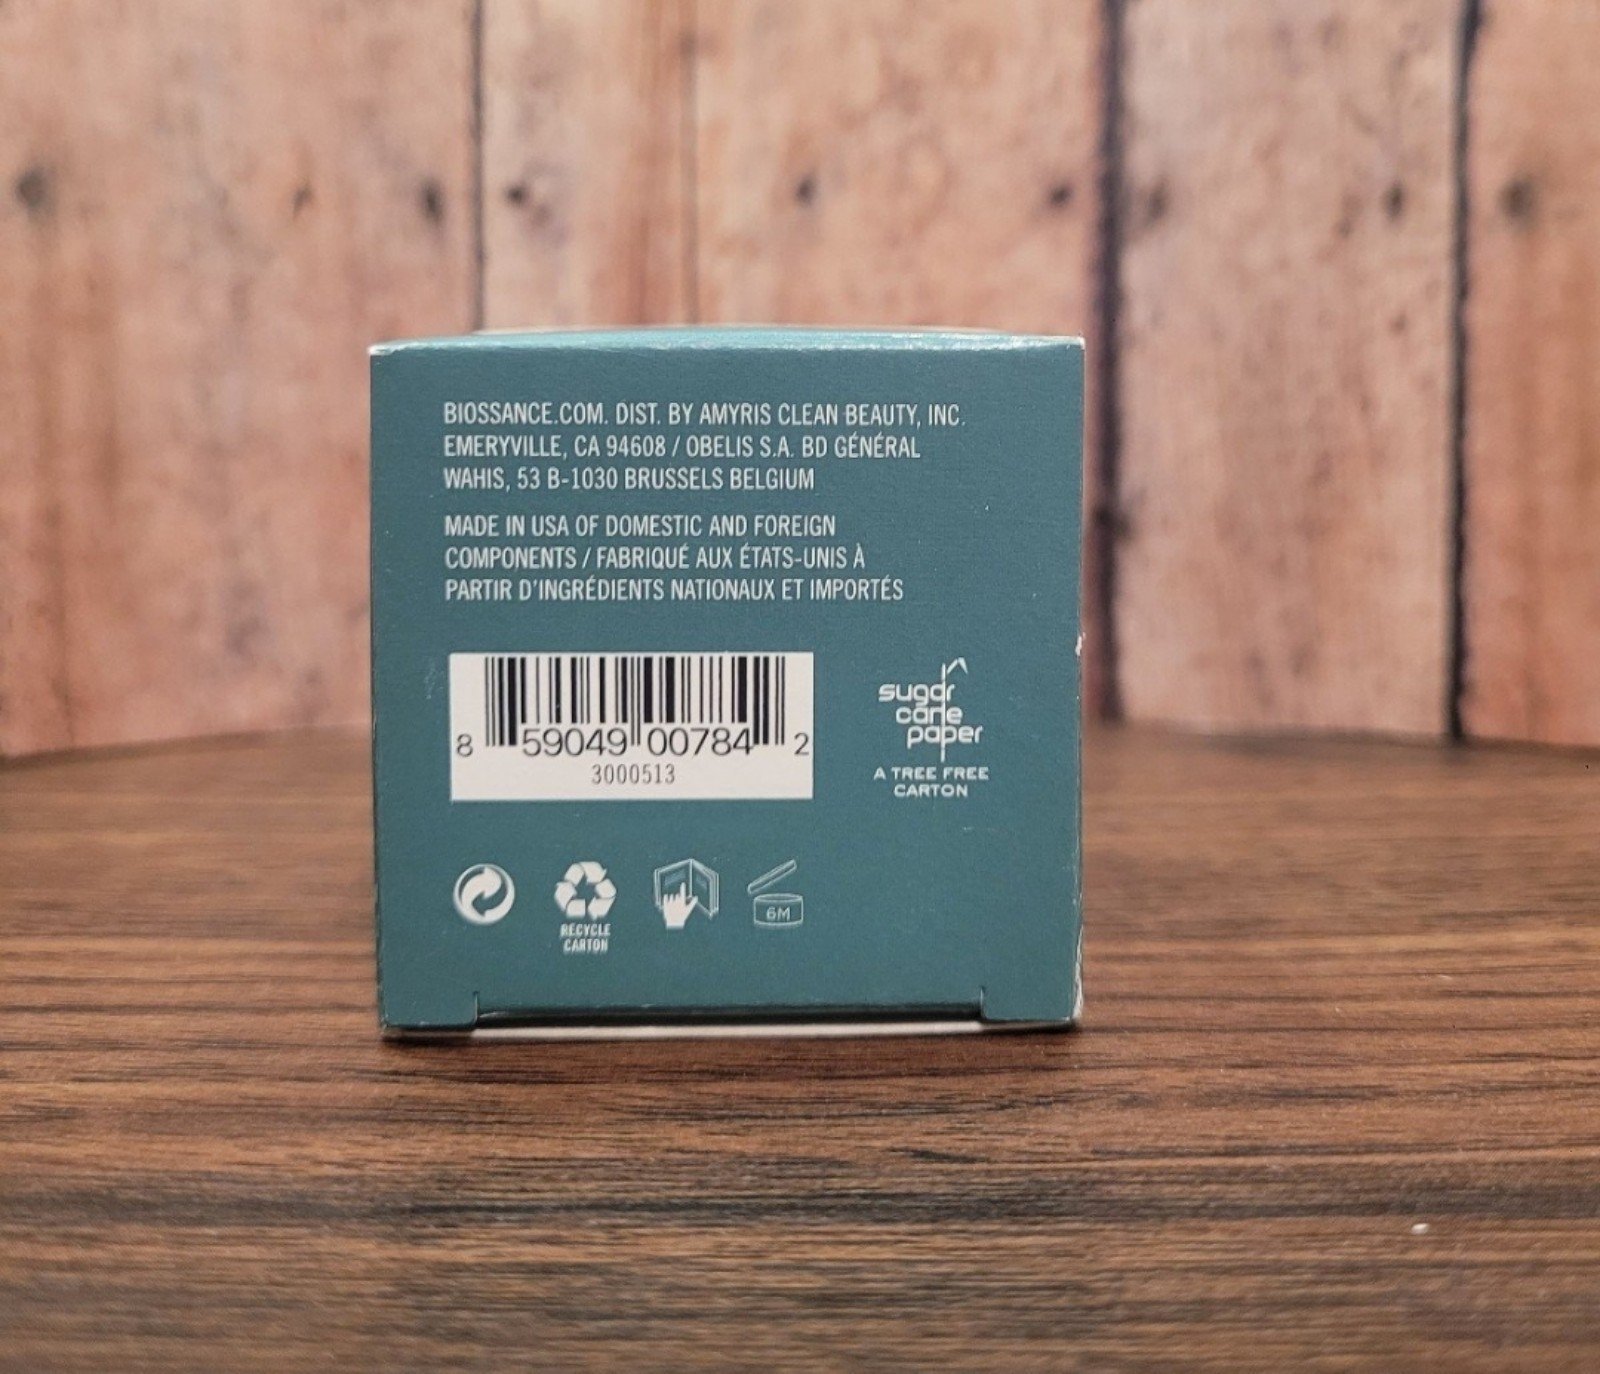 BIOSSANCE.COM. DIST. BY AMYRIS CLEAN BEAUTY, INC.
EMERYVILLE, CA 94608 / OBELIS S.A. BD GÉNÉRAL
WAHIS, 53 B-1030 BRUSSELS BELGIUM
MADE IN USA OF DOMESTIC AND FOREIGN
COMPONENTS / FABRIQUÉ AUX ÉTATS-UNIS À
PARTIR D'INGRÉDIENTS NATIONAUX ET IMPORTÉS
8 59049 00784 2
3000513
sugar
cane
paper
A TREE FREE
CARTON
RECYCLE
CARTON
6M